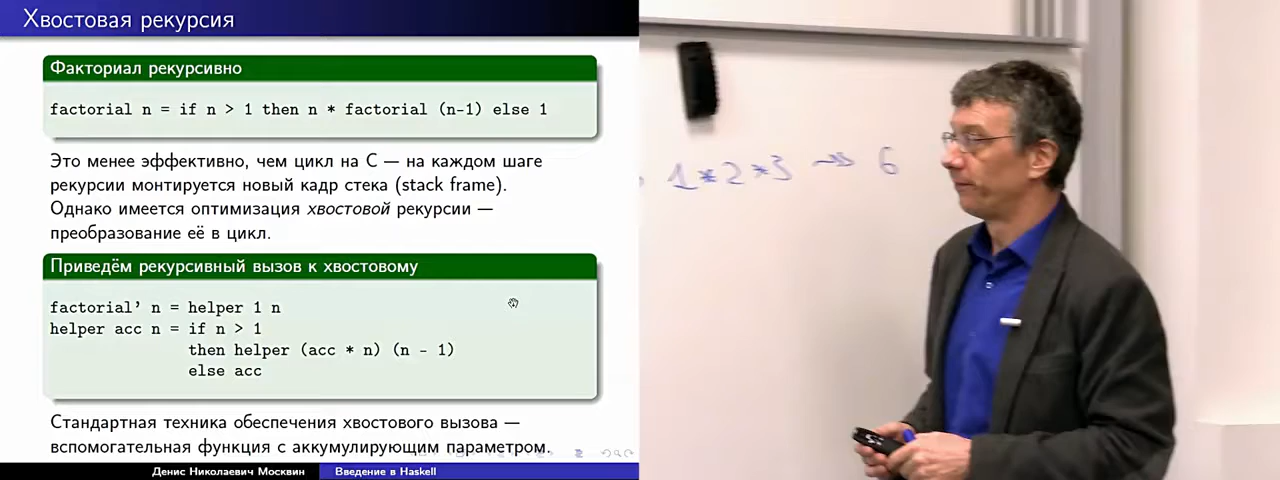 Хвостовая рекурсия
Факториал рекурсивно
factorial n = if n > 1 then n * factorial (n-1) else 1
Это менее эффективно, чем цикл на C — на каждом шаге
рекурсии монтируется новый кадр стека (stack frame).
Однако имеется оптимизация хвостовой рекурсии —
преобразование её в цикл.
Приведём рекурсивный вызов к хвостовому
factorial' n = helper 1 n
helper acc n = if n > 1
then helper (acc * n) (n - 1)
else acc
Стандартная техника обеспечения хвостового вызова —
вспомогательная функция с аккумулирующим параметром.
Денис Николаевич Москвин Введение в Haskell
1*2*3 ⇝ 6